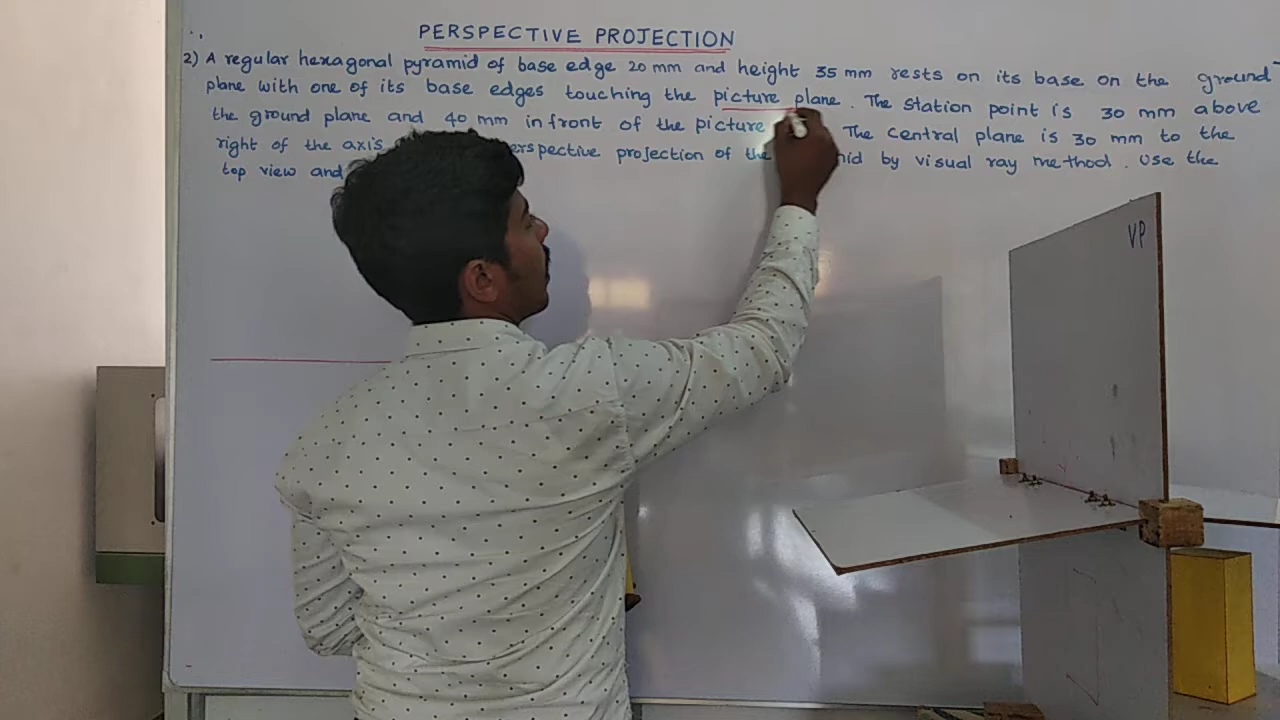 PERSPECTIVE PROJECTION
2) A regular hexagonal pyramid of base edge 20 mm and height 35 mm rests on its base on the ground
plane with one of its base edges touching the picture plane. The station point is 30 mm above
the ground plane and 40 mm in front of the picture The central plane is 30 mm to the
right of the axis erspective projection of the id by visual ray method. Use the
top view and
VP